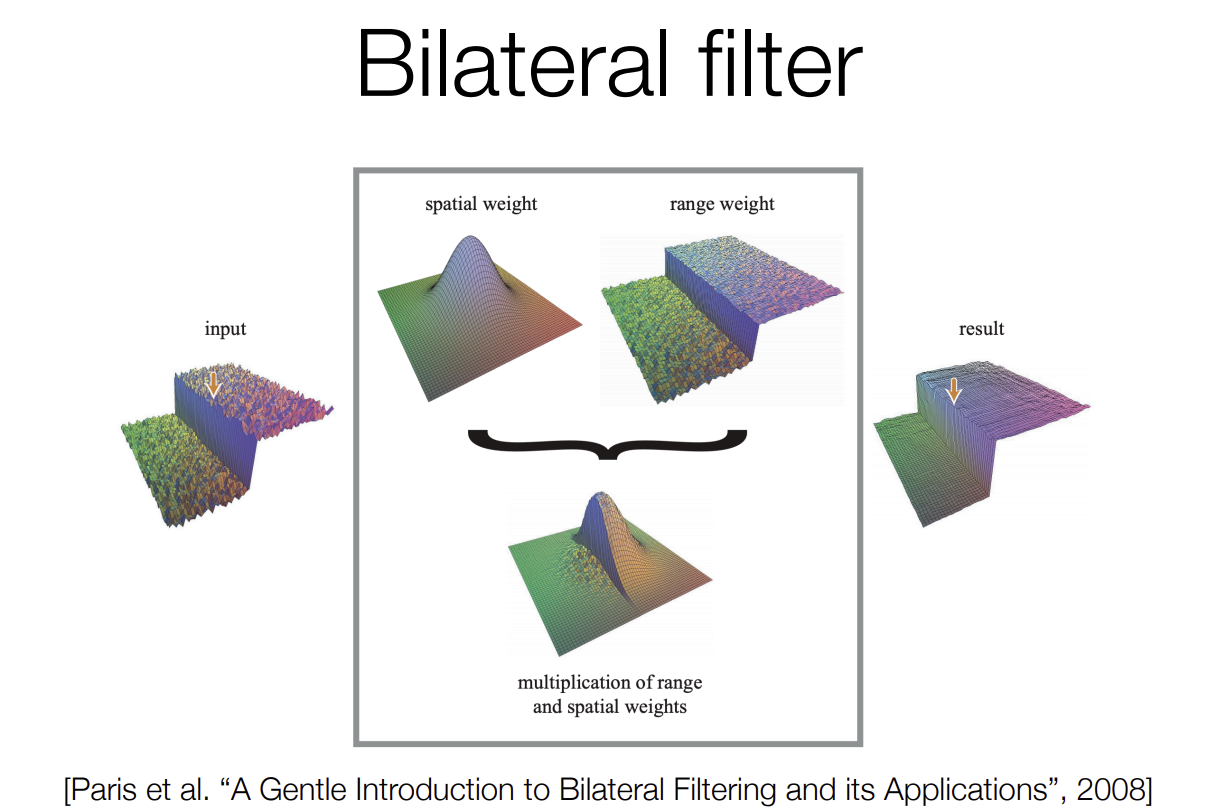 Bilateral filter
spatial weight
range weight
input
result
multiplication of range
and spatial weights
[Paris et al. “A Gentle Introduction to Bilateral Filtering and its Applications”, 2008]